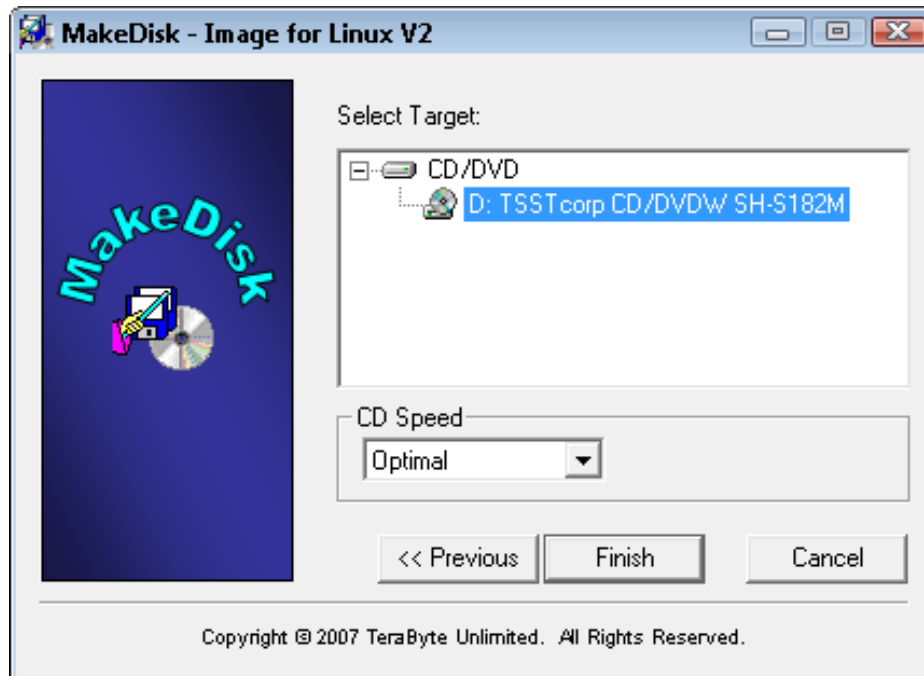 MakeDisk - Image for Linux V2
MakeDisk
Select Target:
CD/DVD
D: TSSTcorp CD/DVDW SH-S182M
CD Speed
Optimal
<< Previous
Finish
Cancel
Copyright © 2007 TeraByte Unlimited. All Rights Reserved.